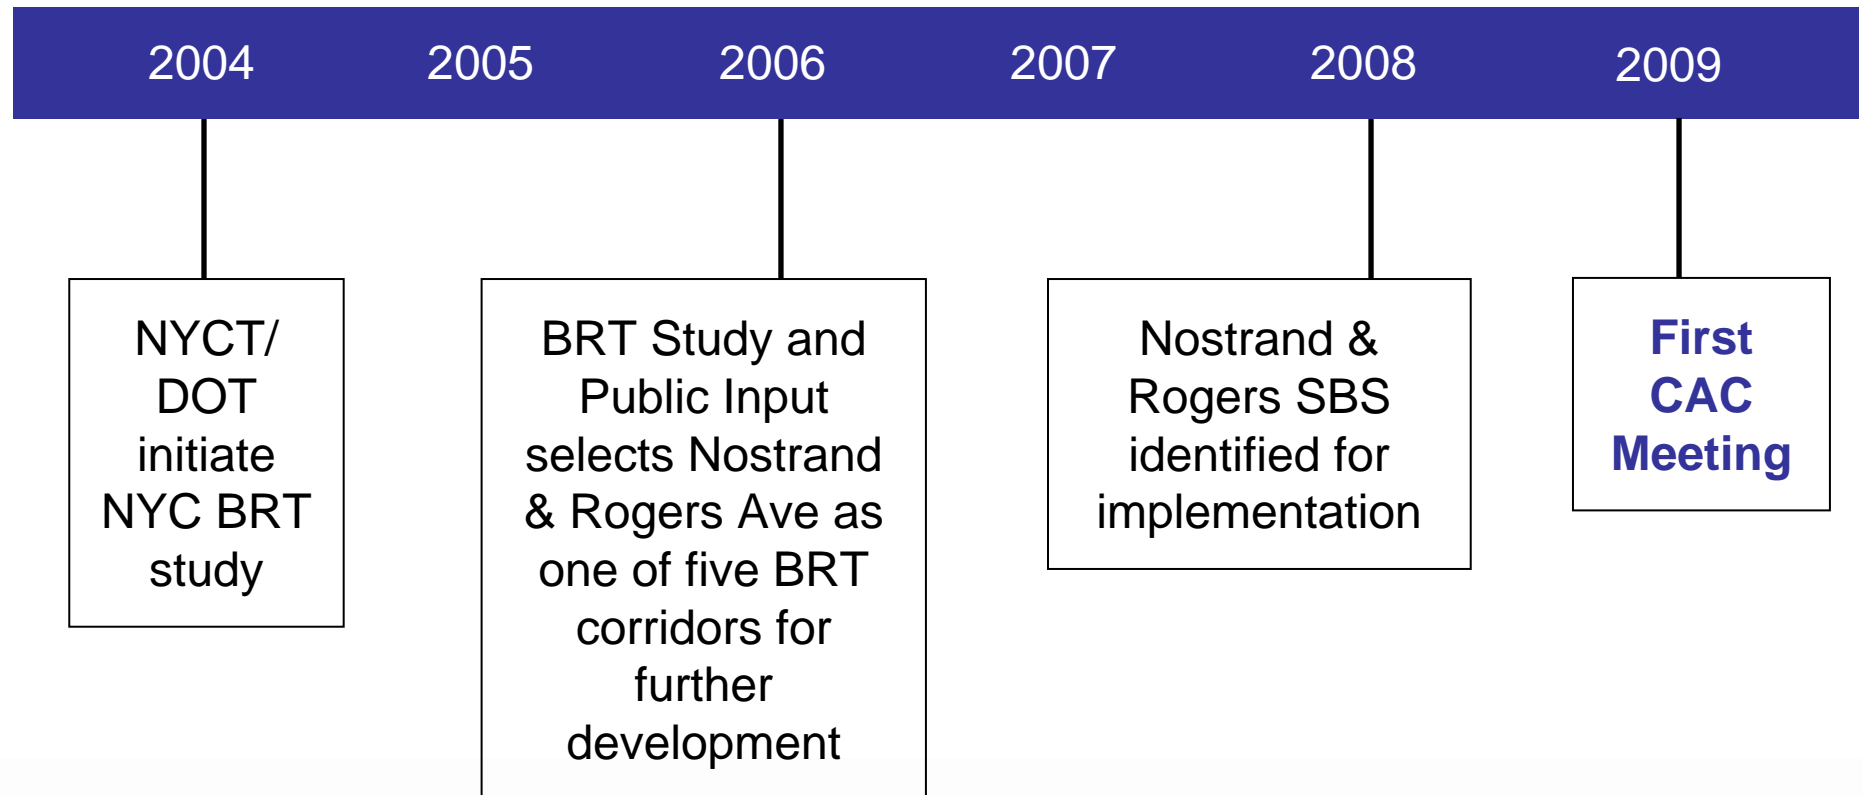 2004 2005 2006 2007 2008 2009
NYCT/
DOT
initiate
NYC BRT
study
BRT Study and
Public Input
selects Nostrand
& Rogers Ave as
one of five BRT
corridors for
further
development
Nostrand &
Rogers SBS
identified for
implementation
First
CAC
Meeting